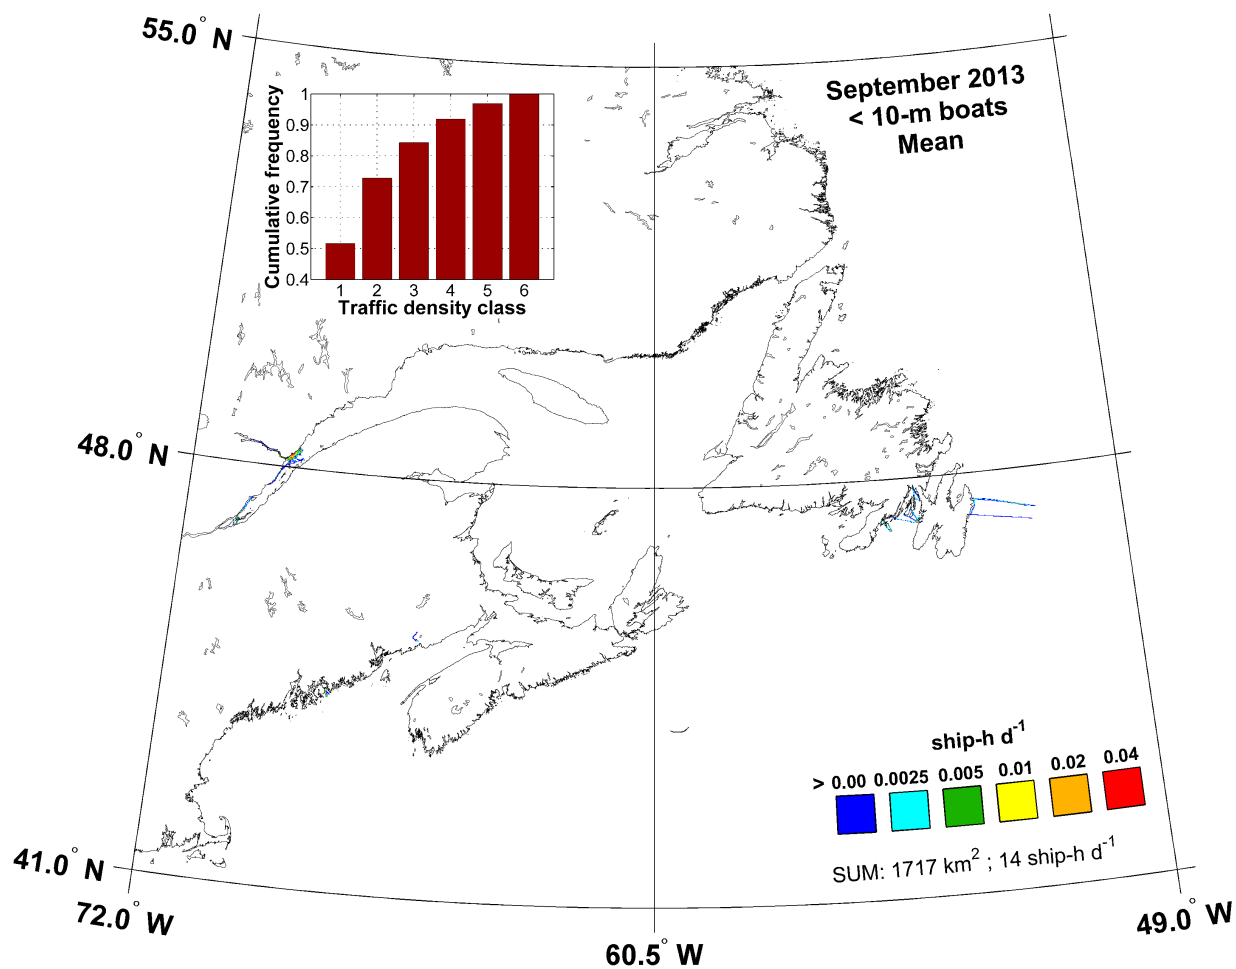 55.0° N
September 2013
< 10-m boats
Mean
Cumulative frequency
1
0.9
0.8
0.7
0.6
0.5
0.4
1 2 3 4 5 6
Traffic density class
48.0° N
ship-h d⁻¹
> 0.00 0.0025 0.005 0.01 0.02 0.04
SUM: 1717 km² ; 14 ship-h d⁻¹
41.0° N
72.0° W
60.5° W
49.0° W